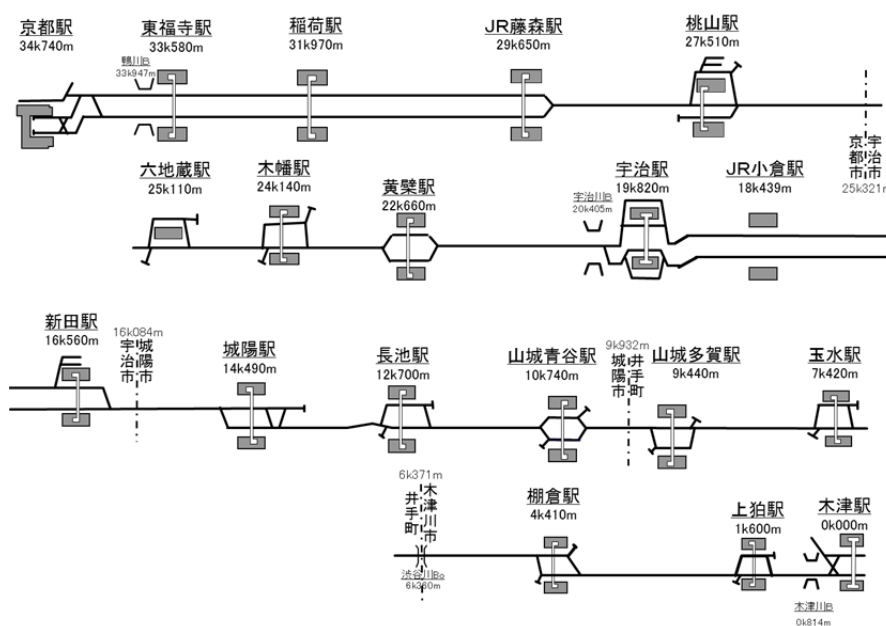 京都駅
34k740m
東福寺駅
33k580m
鴨川B
33k947m
稲荷駅
31k970m
JR藤森駅
29k650m
桃山駅
27k510m
京都市
宇治市
25k321m
六地蔵駅
25k110m
木幡駅
24k140m
黄檗駅
22k660m
宇治川B
20k405m
宇治駅
19k820m
JR小倉駅
18k439m
新田駅
16k560m
16k084m
宇治市
城陽市
城陽駅
14k490m
長池駅
12k700m
山城青谷駅
10k740m
9k932m
城陽市
井手町
山城多賀駅
9k440m
玉水駅
7k420m
6k371m
井手町
木津川市
渋谷川Bo
6k360m
棚倉駅
4k410m
上狛駅
1k600m
木津駅
0k000m
木津川B
0k814m